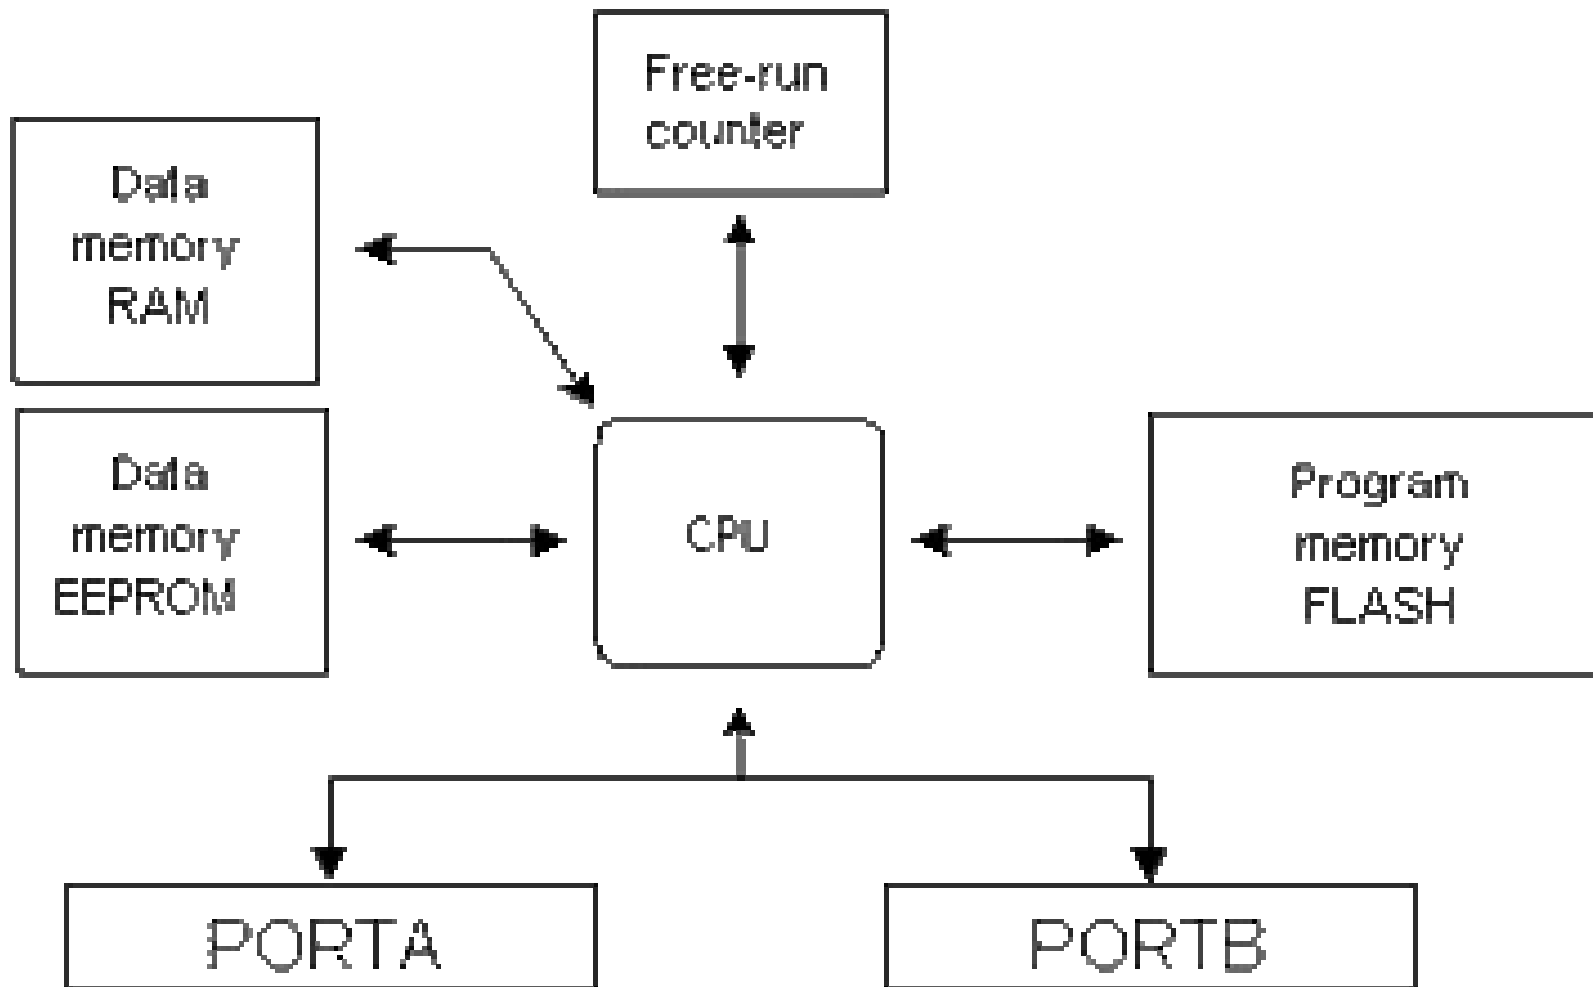 Free-run
counter
Data
memory
RAM
Data
memory
EEPROM
CPU
Program
memory
FLASH
PORTA
PORTB